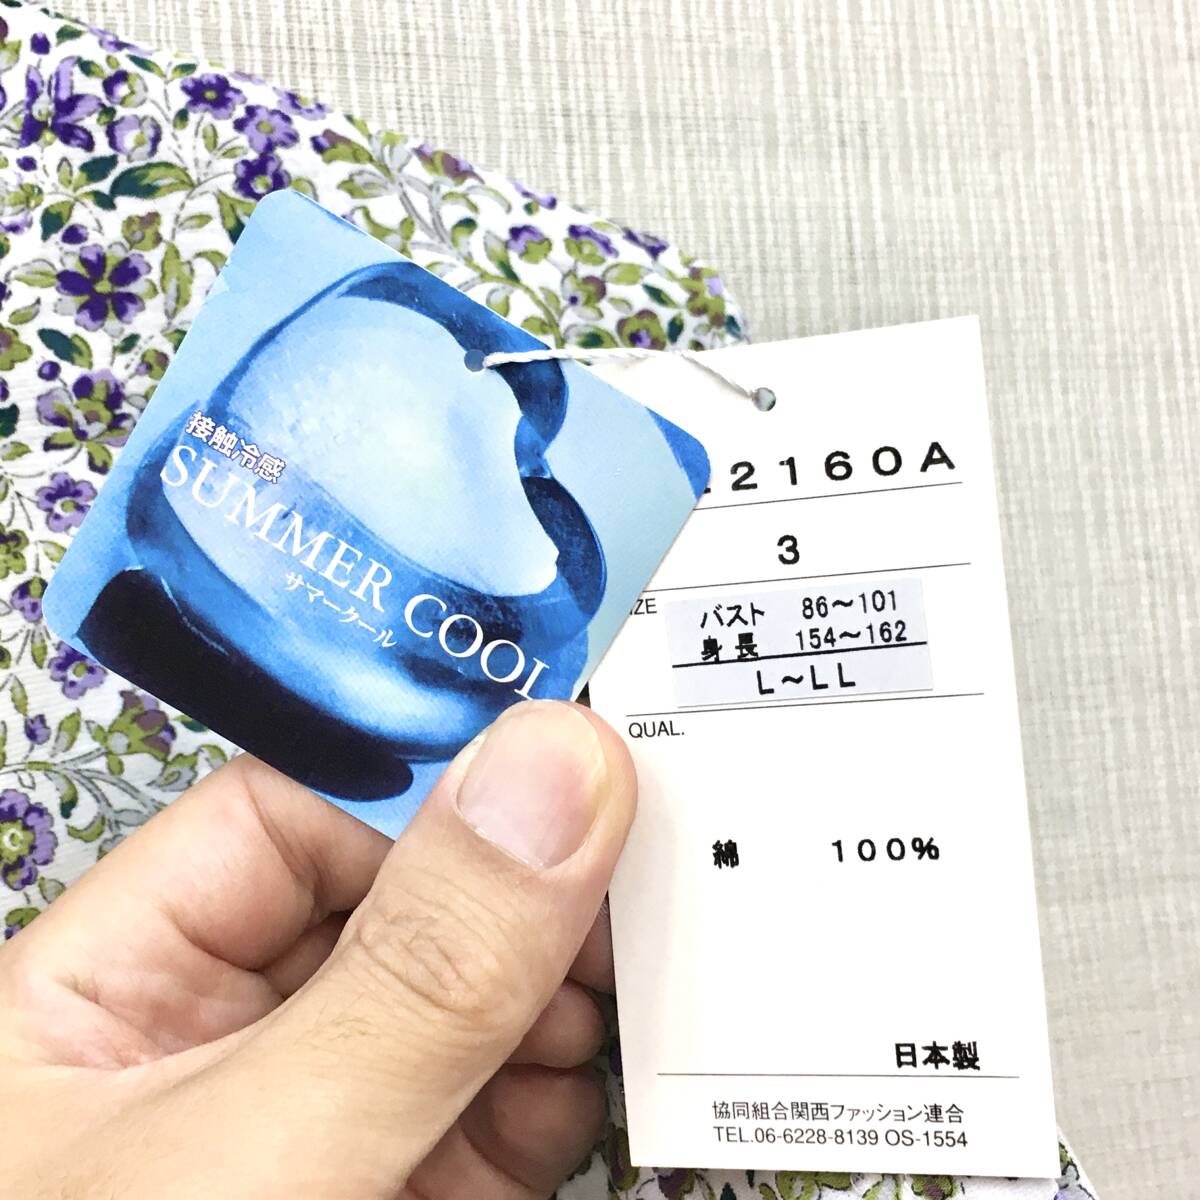 接触冷感
SUMMER COOL
サマークール
2160A
3
バスト 86～101
身長 154～162
L～LL
QUAL.
綿 100%
日本製
協同組合関西ファッション連合
TEL.06-6228-8139 OS-1554